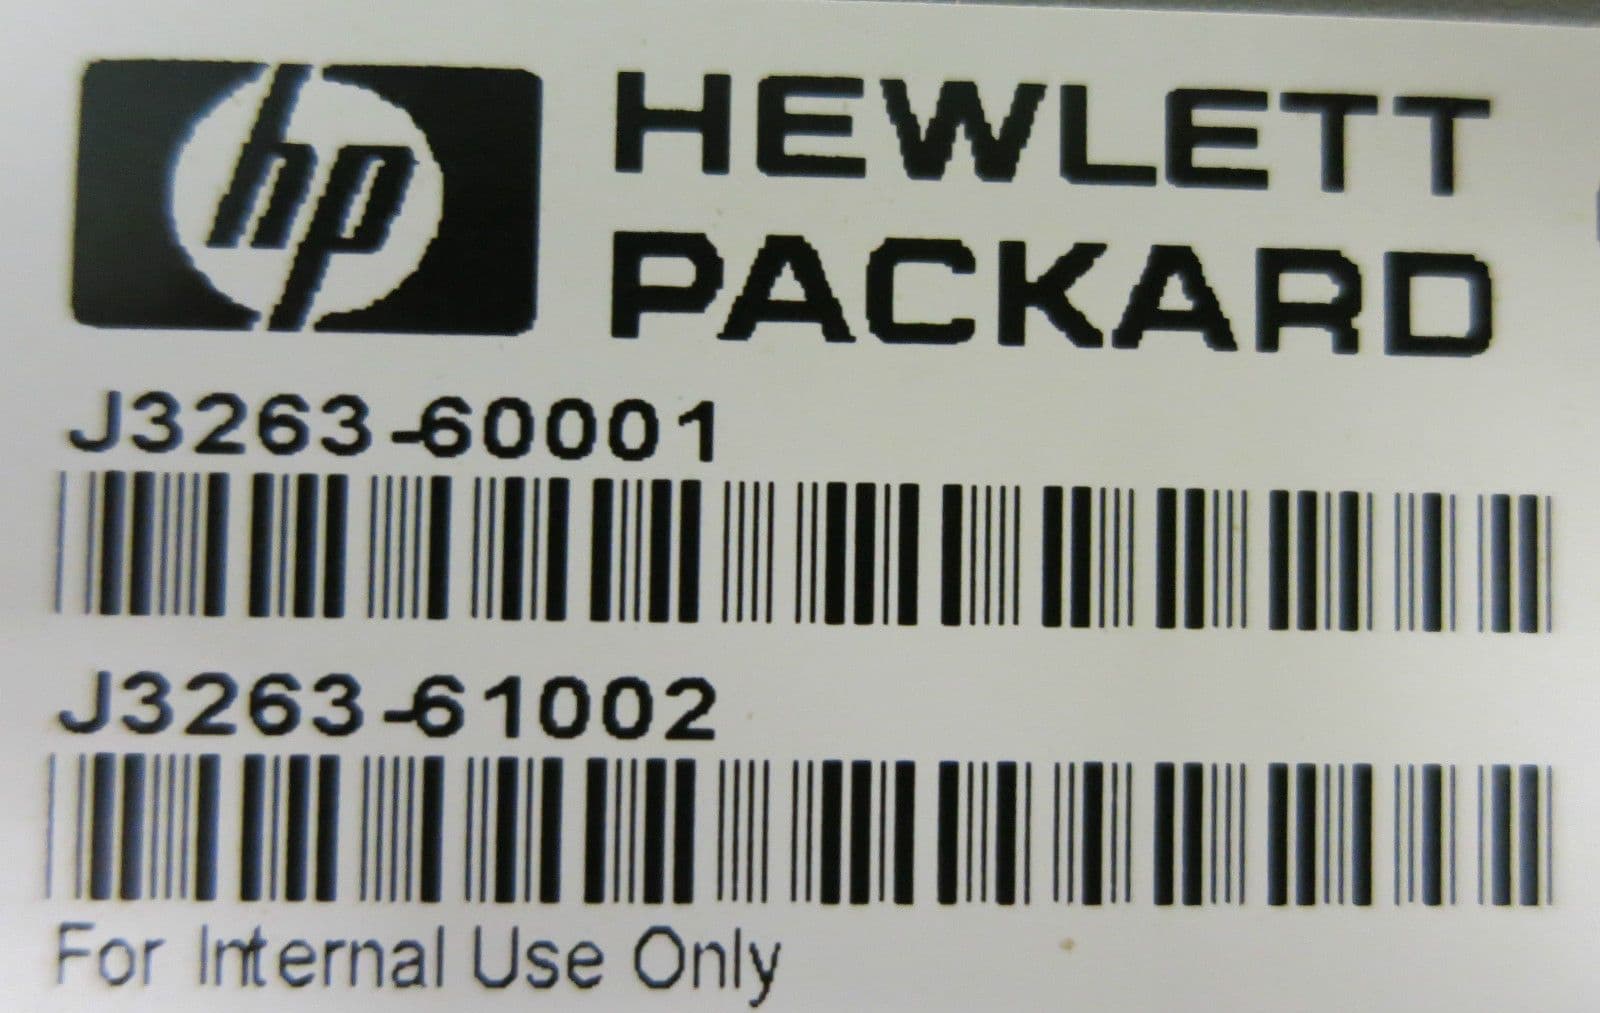 hp
HEWLETT
PACKARD
J3263-60001
J3263-61002
For Internal Use Only